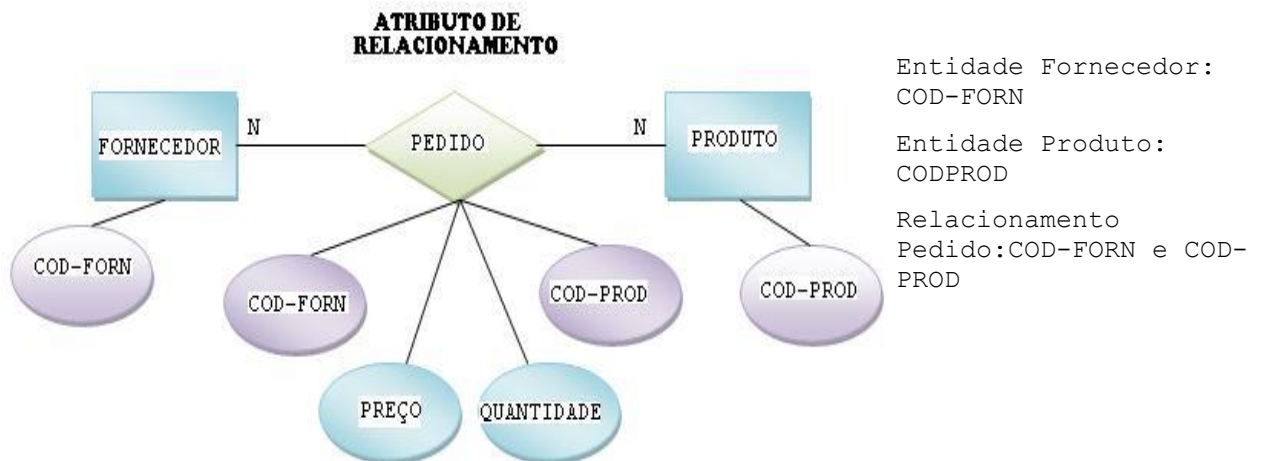 ATRIBUTO DE
RELACIONAMENTO
FORNECEDOR
N
PEDIDO
N
PRODUTO
COD-FORN
COD-FORN
COD-PROD
COD-PROD
PREÇO
QUANTIDADE
Entidade Fornecedor:
COD-FORN
Entidade Produto:
CODPROD
Relacionamento
Pedido:COD-FORN e COD-
PROD